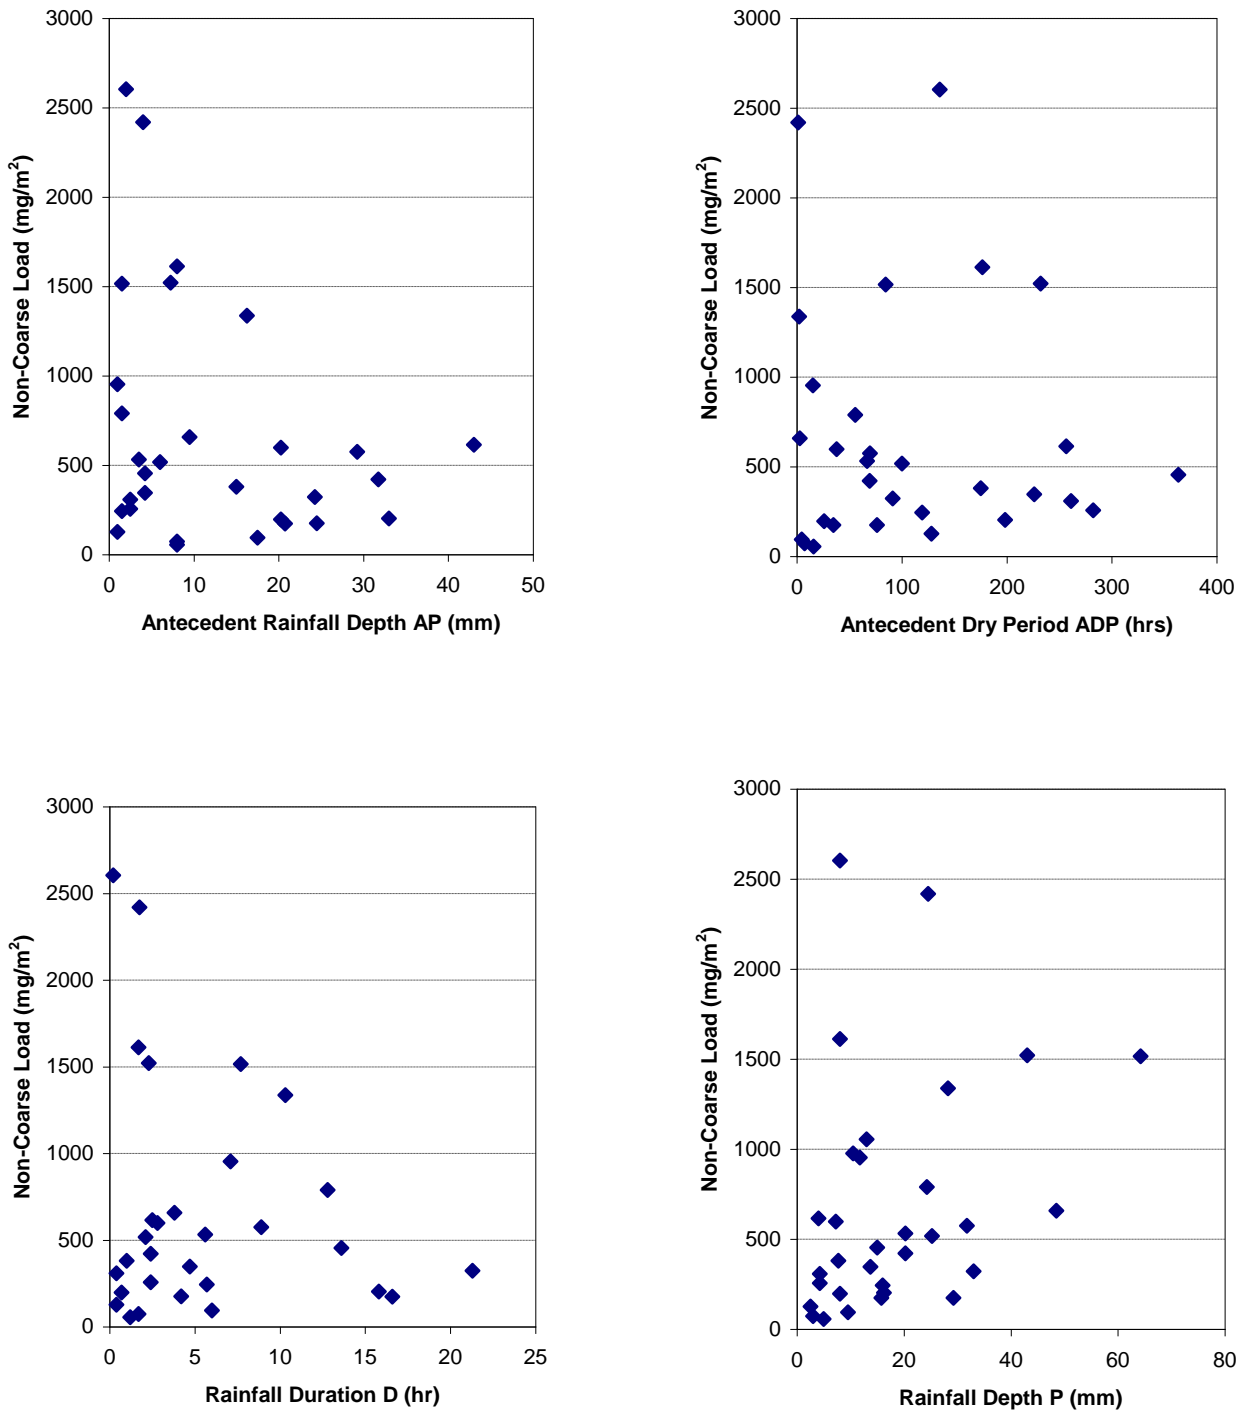 3000
2500
2000
1500
1000
500
0
Non-Coarse Load (mg/m²)
0 10 20 30 40 50
Antecedent Rainfall Depth AP (mm)
3000
2500
2000
1500
1000
500
0
Non-Coarse Load (mg/m²)
0 100 200 300 400
Antecedent Dry Period ADP (hrs)
3000
2500
2000
1500
1000
500
0
Non-Coarse Load (mg/m²)
0 5 10 15 20 25
Rainfall Duration D (hr)
3000
2500
2000
1500
1000
500
0
Non-Coarse Load (mg/m²)
0 20 40 60 80
Rainfall Depth P (mm)